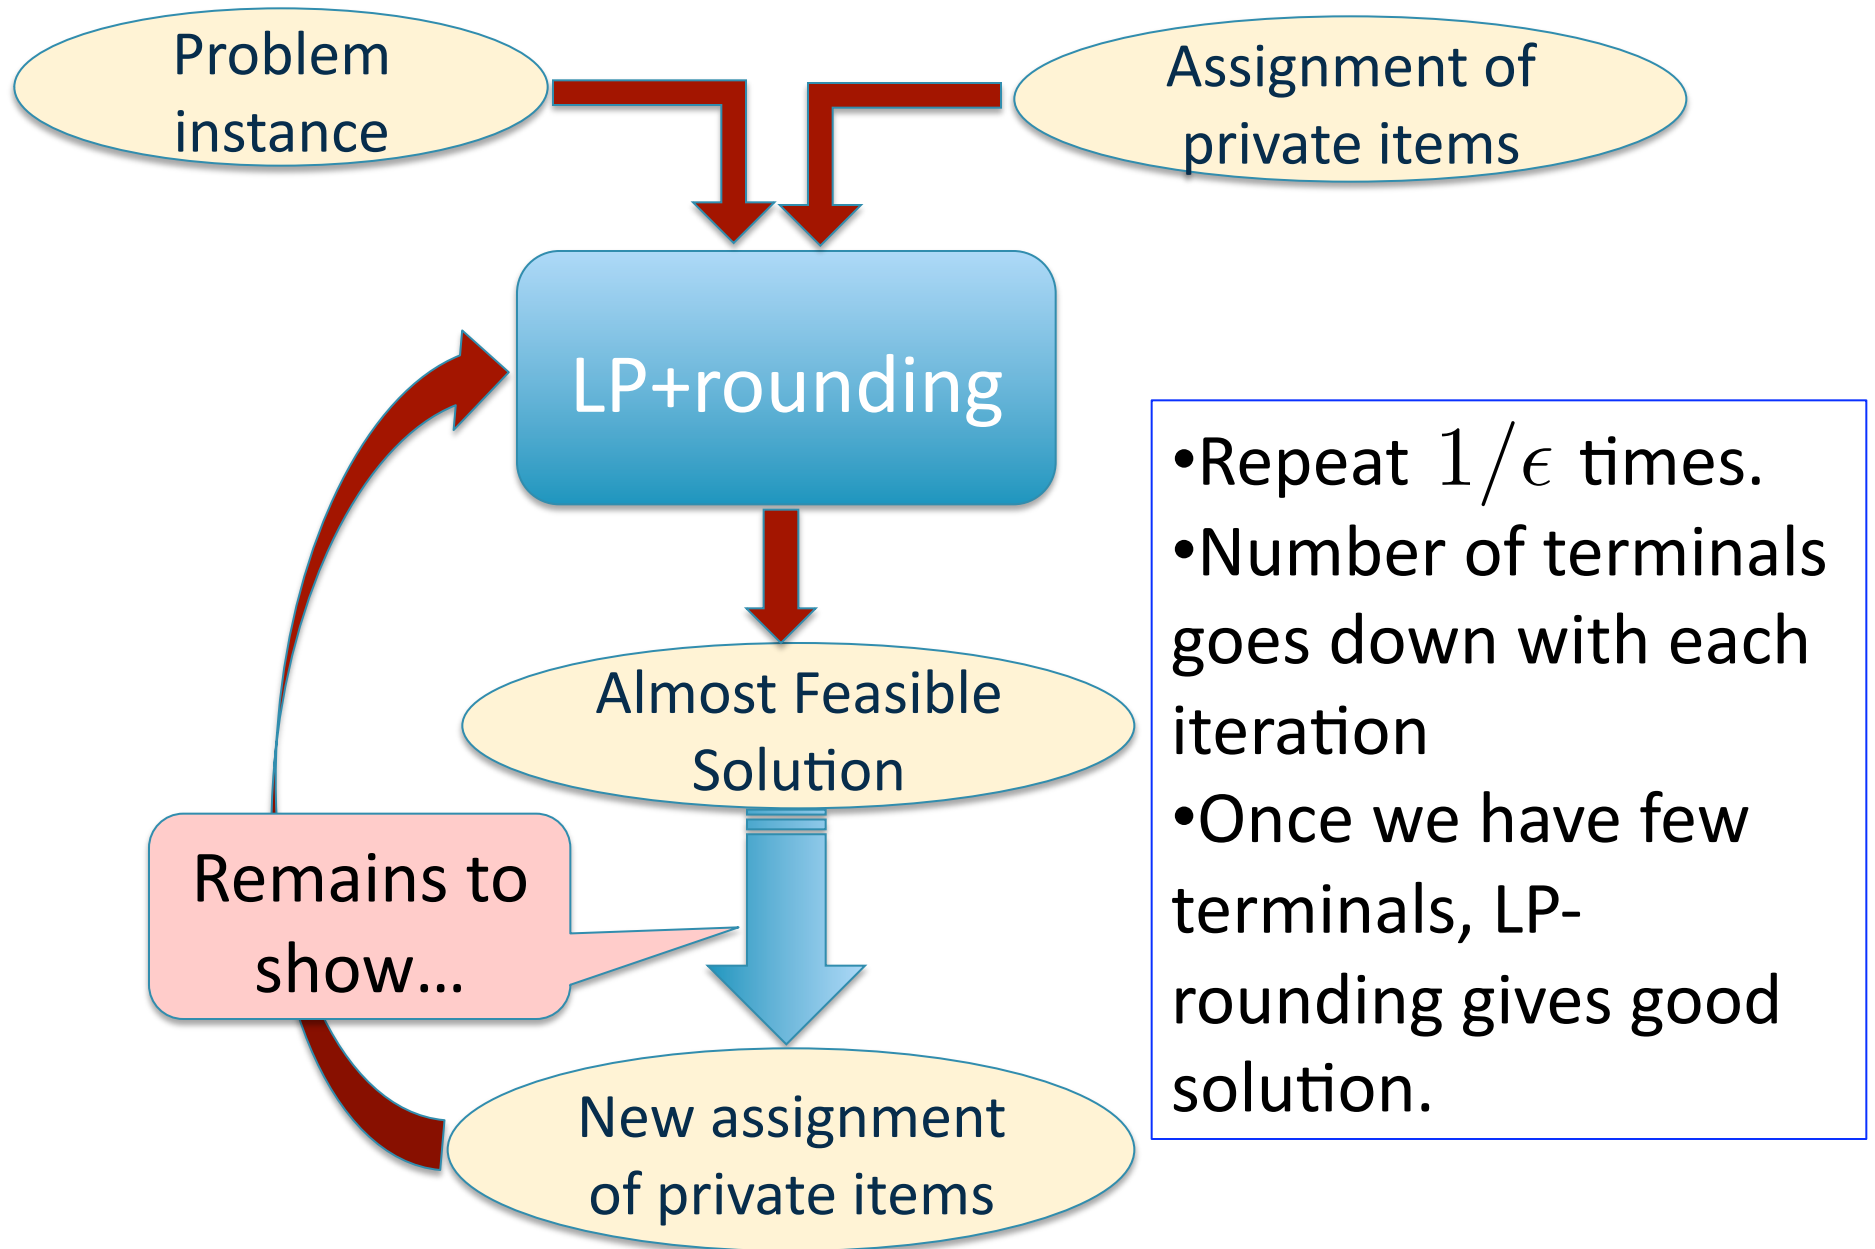 Problem
instance
Assignment of
private items
LP+rounding
•Repeat 1/ϵ times.
•Number of terminals
goes down with each
iteration
•Once we have few
terminals, LP-
rounding gives good
solution.
Almost Feasible
Solution
Remains to
show...
New assignment
of private items